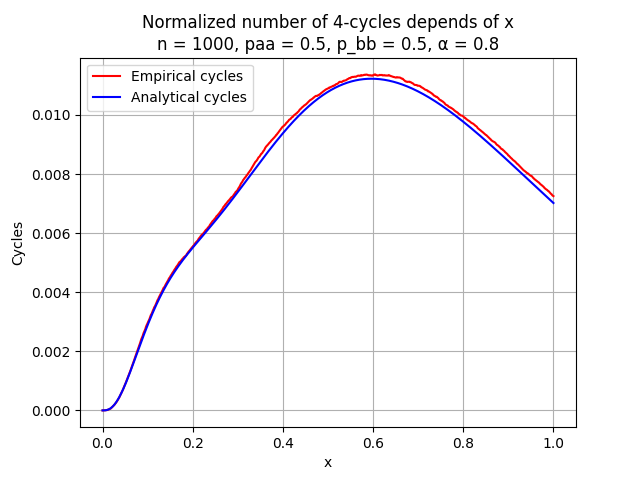 Normalized number of 4-cycles depends of x
n = 1000, paa = 0.5, p_bb = 0.5, α = 0.8
Empirical cycles
Analytical cycles
0.010
0.008
0.006
0.004
0.002
0.000
Cycles
0.0 0.2 0.4 0.6 0.8 1.0
x